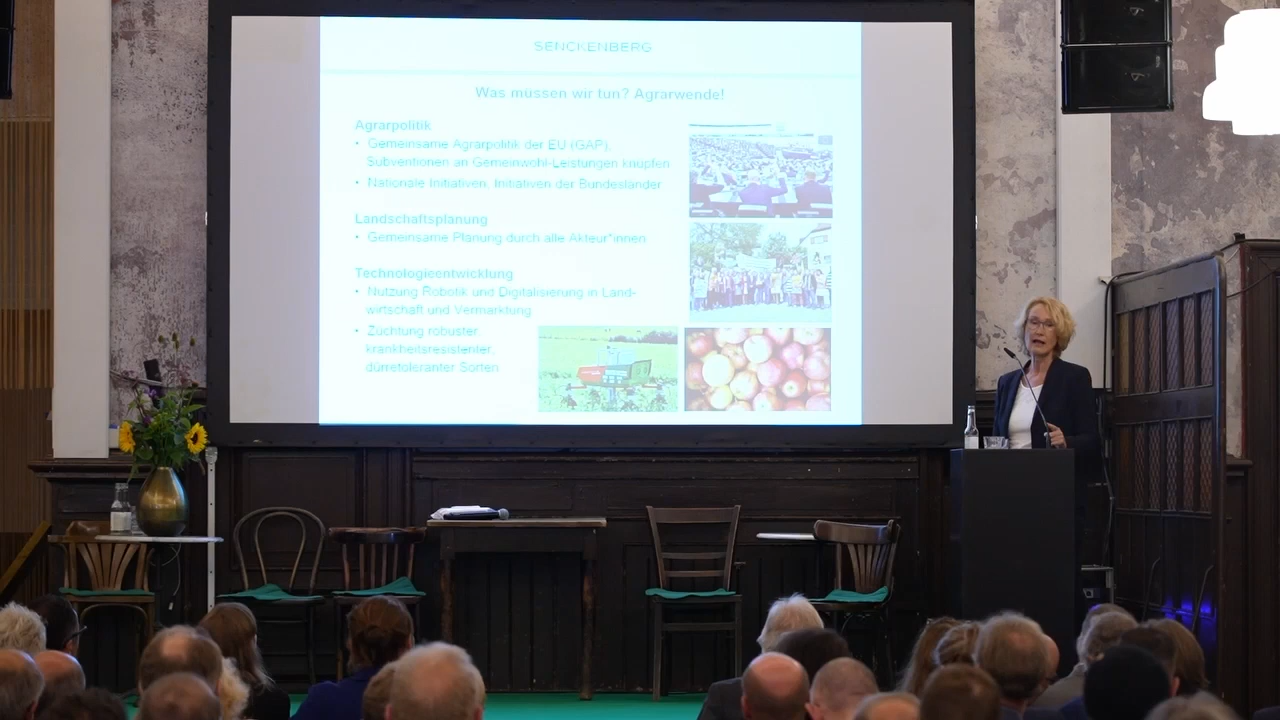 SENCKENBERG
Was müssen wir tun? Agrarwende!
Agrarpolitik
• Gemeinsame Agrarpolitik der EU (GAP),
Subventionen an Gemeinwohl-Leistungen knüpfen
• Nationale Initiativen, Initiativen der Bundesländer
Landschaftsplanung
• Gemeinsame Planung durch alle Akteur*innen
Technologieentwicklung
• Nutzung Robotik und Digitalisierung in Land-
wirtschaft und Vermarktung
• Züchtung robuster,
krankheitsresistenter,
dürretoleranter Sorten